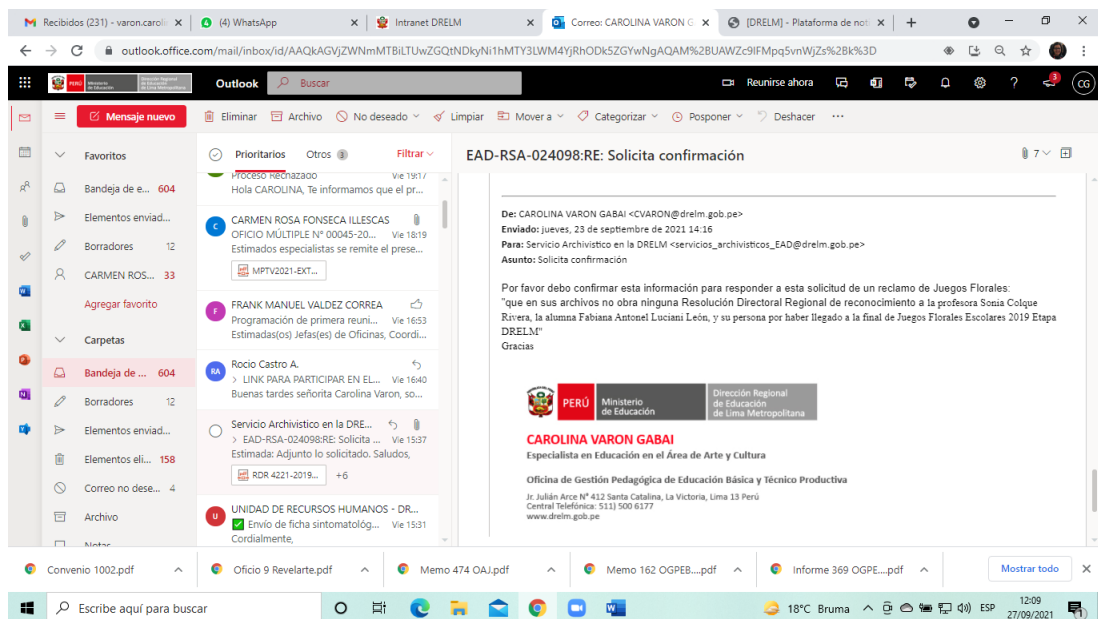 Recibidos (231) - varon.caroli
(4) WhatsApp
Intranet DRELM
Correo: CAROLINA VARON G
[DRELM] - Plataforma de not
outlook.office.com/mail/inbox/id/AAQkAGVjZWNmMTBiLTUwZGQtNDkyNi1hMTY3LWM4YjRhODk5ZGYwNgAQAM%2BUAWZc9IFMpq5vnWjZs%2Bk%3D
PERÚ
Outlook
Buscar
Reunirse ahora
3
CG
Mensaje nuevo
Eliminar
Archivo
No deseado
Limpiar
Mover a
Categorizar
Posponer
Deshacer
Favoritos
Bandeja de e... 604
Elementos enviad...
Borradores 12
CARMEN ROS... 33
Agregar favorito
Carpetas
Bandeja de ... 604
Borradores 12
Elementos enviad...
Elementos eli... 158
Correo no dese... 4
Archivo
Notas
Prioritarios Otros 3 Filtrar
Proceso Rechazado Vie 19:17
Hola CAROLINA, Te informamos que el pr...
C
CARMEN ROSA FONSECA ILLESCAS
OFICIO MÚLTIPLE N° 00045-20... Vie 18:19
Estimados especialistas se remite el prese...
MPTV2021-EXT...
F
FRANK MANUEL VALDEZ CORREA
Programación de primera reuni... Vie 16:53
Estimadas(os) Jefas(es) de Oficinas, Coordi...
RA
Rocio Castro A.
> LINK PARA PARTICIPAR EN EL... Vie 16:40
Buenas tardes señorita Carolina Varon, so...
Servicio Archivistico en la DRE...
> EAD-RSA-024098:RE: Solicita ... Vie 15:37
Estimada: Adjunto lo solicitado. Saludos,
RDR 4221-2019... +6
U
UNIDAD DE RECURSOS HUMANOS - DR...
Envío de ficha sintomatológ... Vie 15:31
Cordialmente,
EAD-RSA-024098:RE: Solicita confirmación
7
De: CAROLINA VARON GABAI <CVARON@drelm.gob.pe>
Enviado: jueves, 23 de septiembre de 2021 14:16
Para: Servicio Archivistico en la DRELM <servicios_archivisticos_EAD@drelm.gob.pe>
Asunto: Solicita confirmación
Por favor debo confirmar esta información para responder a esta solicitud de un reclamo de Juegos Florales:
"que en sus archivos no obra ninguna Resolución Directoral Regional de reconocimiento a la profesora Sonia Colque
Rivera, la alumna Fabiana Antonel Luciani León, y su persona por haber llegado a la final de Juegos Florales Escolares 2019 Etapa
DRELM"
Gracias
PERÚ
Ministerio
de Educación
Dirección Regional
de Educación
de Lima Metropolitana
CAROLINA VARON GABAI
Especialista en Educación en el Área de Arte y Cultura
Oficina de Gestión Pedagógica de Educación Básica y Técnico Productiva
Jr. Julián Arce N° 412 Santa Catalina, La Victoria, Lima 13 Perú
Central Telefónica: 511) 500 6177
www.drelm.gob.pe
Convenio 1002.pdf
Oficio 9 Revelarte.pdf
Memo 474 OAJ.pdf
Memo 162 OGPEB....pdf
Informe 369 OGPE....pdf
Mostrar todo
Escribe aquí para buscar
18°C Bruma
ESP
12:09
27/09/2021